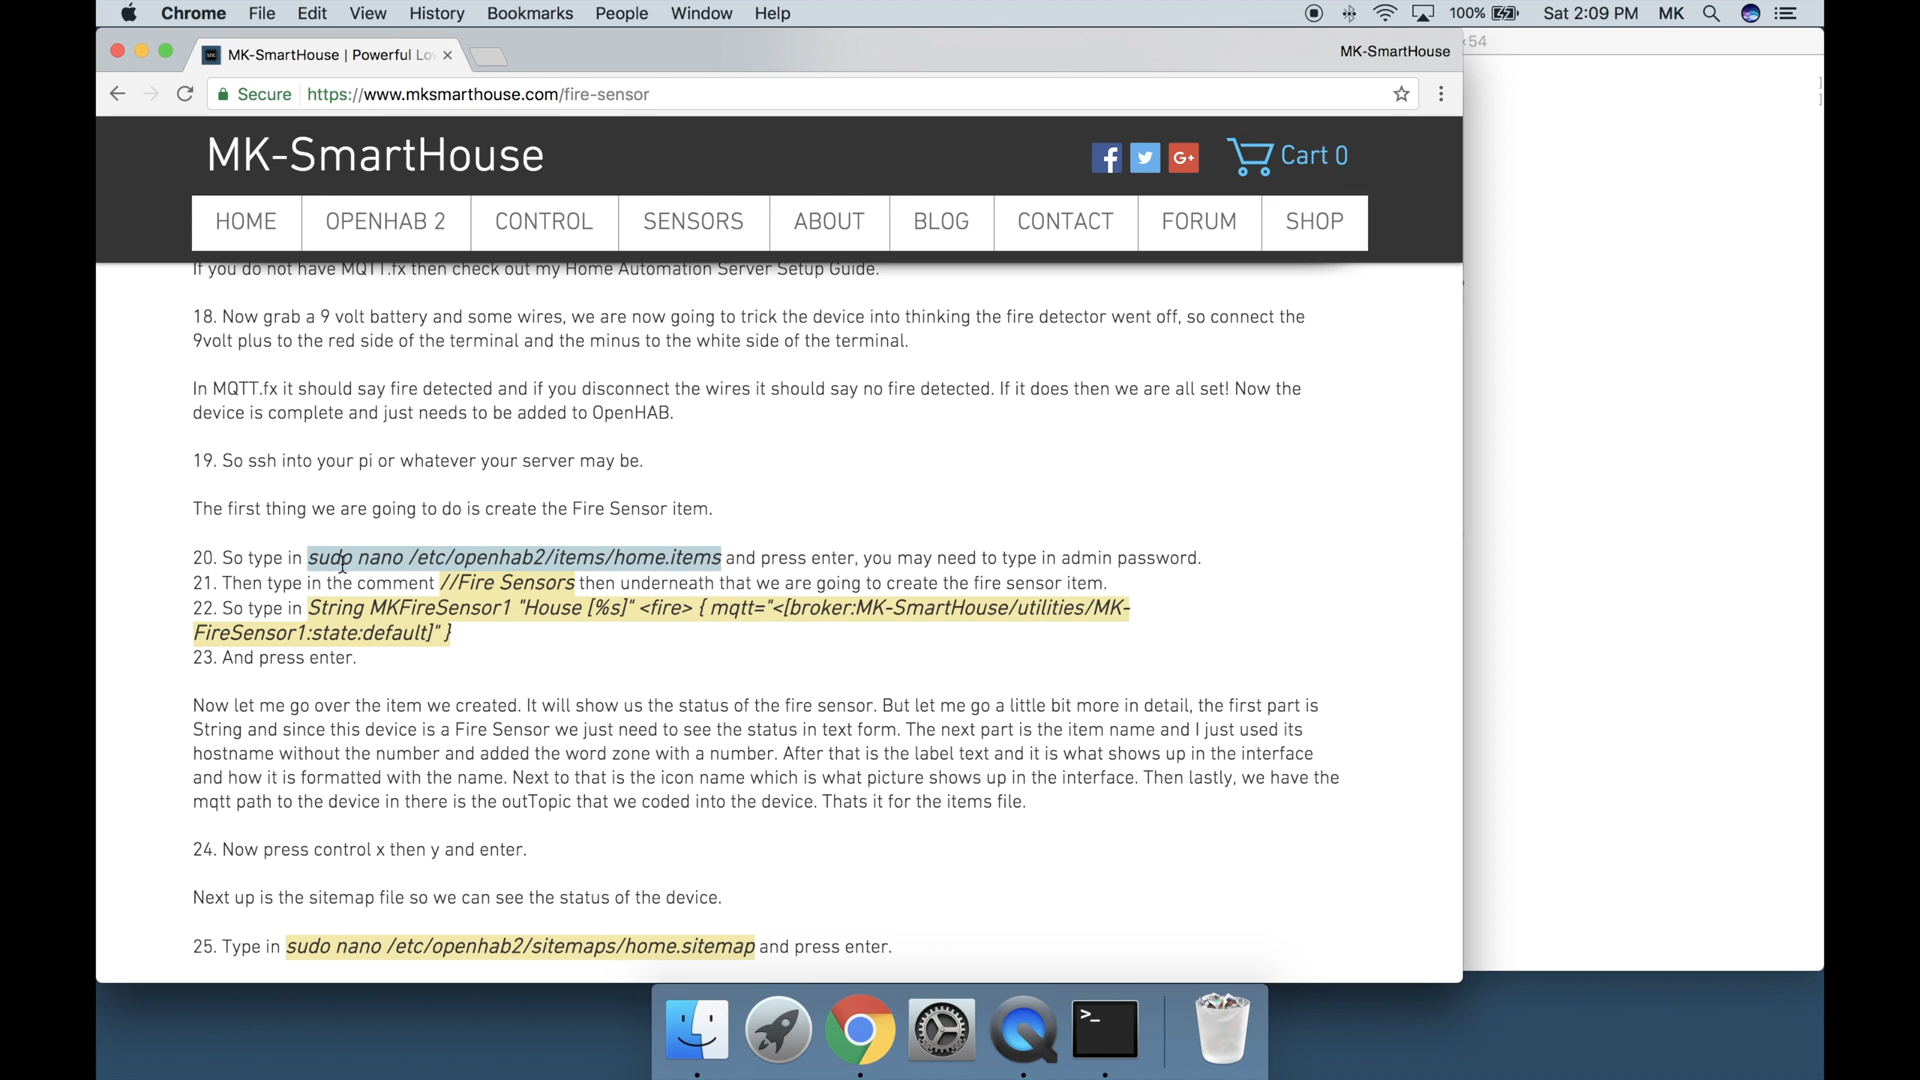 Chrome File Edit View History Bookmarks People Window Help 100% Sat 2:09 PM MK
MK-SmartHouse | Powerful Lo
MK-SmartHouse
×54
Secure https://www.mksmarthouse.com/fire-sensor
MK-SmartHouse
Cart 0
HOME OPENHAB 2 CONTROL SENSORS ABOUT BLOG CONTACT FORUM SHOP
If you do not have MQTT.fx then check out my Home Automation Server Setup Guide.
18. Now grab a 9 volt battery and some wires, we are now going to trick the device into thinking the fire detector went off, so connect the
9volt plus to the red side of the terminal and the minus to the white side of the terminal.
In MQTT.fx it should say fire detected and if you disconnect the wires it should say no fire detected. If it does then we are all set! Now the
device is complete and just needs to be added to OpenHAB.
19. So ssh into your pi or whatever your server may be.
The first thing we are going to do is create the Fire Sensor item.
20. So type in sudo nano /etc/openhab2/items/home.items and press enter, you may need to type in admin password.
21. Then type in the comment //Fire Sensors then underneath that we are going to create the fire sensor item.
22. So type in String MKFireSensor1 "House [%s]" <fire> { mqtt="<[broker:MK-SmartHouse/utilities/MK-
FireSensor1:state:default]" }
23. And press enter.
Now let me go over the item we created. It will show us the status of the fire sensor. But let me go a little bit more in detail, the first part is
String and since this device is a Fire Sensor we just need to see the status in text form. The next part is the item name and I just used its
hostname without the number and added the word zone with a number. After that is the label text and it is what shows up in the interface
and how it is formatted with the name. Next to that is the icon name which is what picture shows up in the interface. Then lastly, we have the
mqtt path to the device in there is the outTopic that we coded into the device. Thats it for the items file.
24. Now press control x then y and enter.
Next up is the sitemap file so we can see the status of the device.
25. Type in sudo nano /etc/openhab2/sitemaps/home.sitemap and press enter.